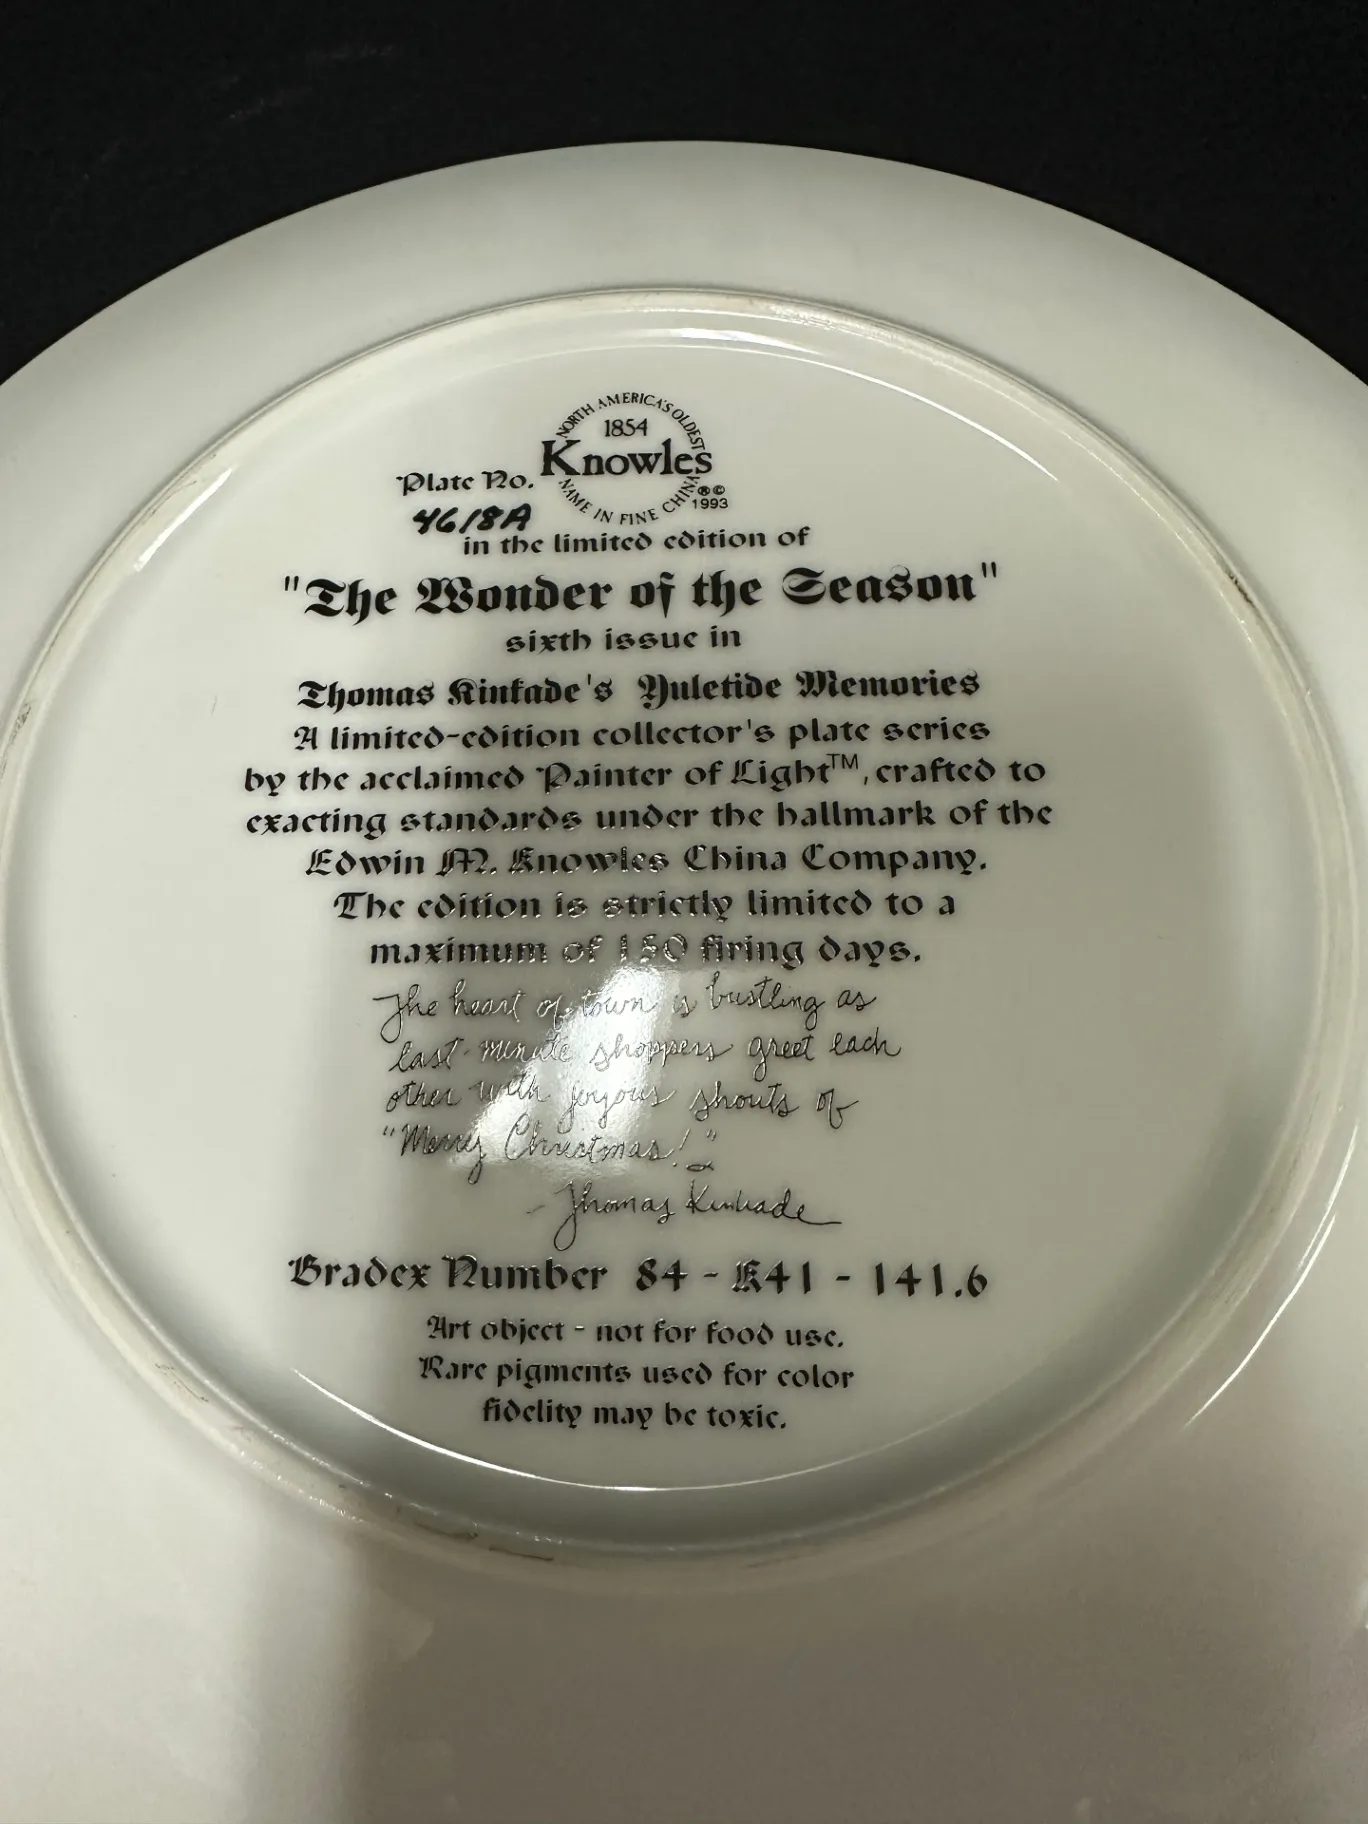 NORTH AMERICA'S OLDEST
1854
Knowles
NAME IN FINE CHINA
®©
1993
Plate No.
4618A
in the limited edition of
"The Wonder of the Season"
sixth issue in
Thomas Kinkade's Yuletide Memories
A limited-edition collector's plate series
by the acclaimed Painter of Light™, crafted to
exacting standards under the hallmark of the
Edwin M. Knowles China Company.
The edition is strictly limited to a
maximum of 150 firing days.
The heart of town is bustling as
last-minute shoppers greet each
other with joyous shouts of
"Merry Christmas!"
- Thomas Kinkade
Bradex Number 84 - K41 - 141.6
Art object - not for food use.
Rare pigments used for color
fidelity may be toxic.